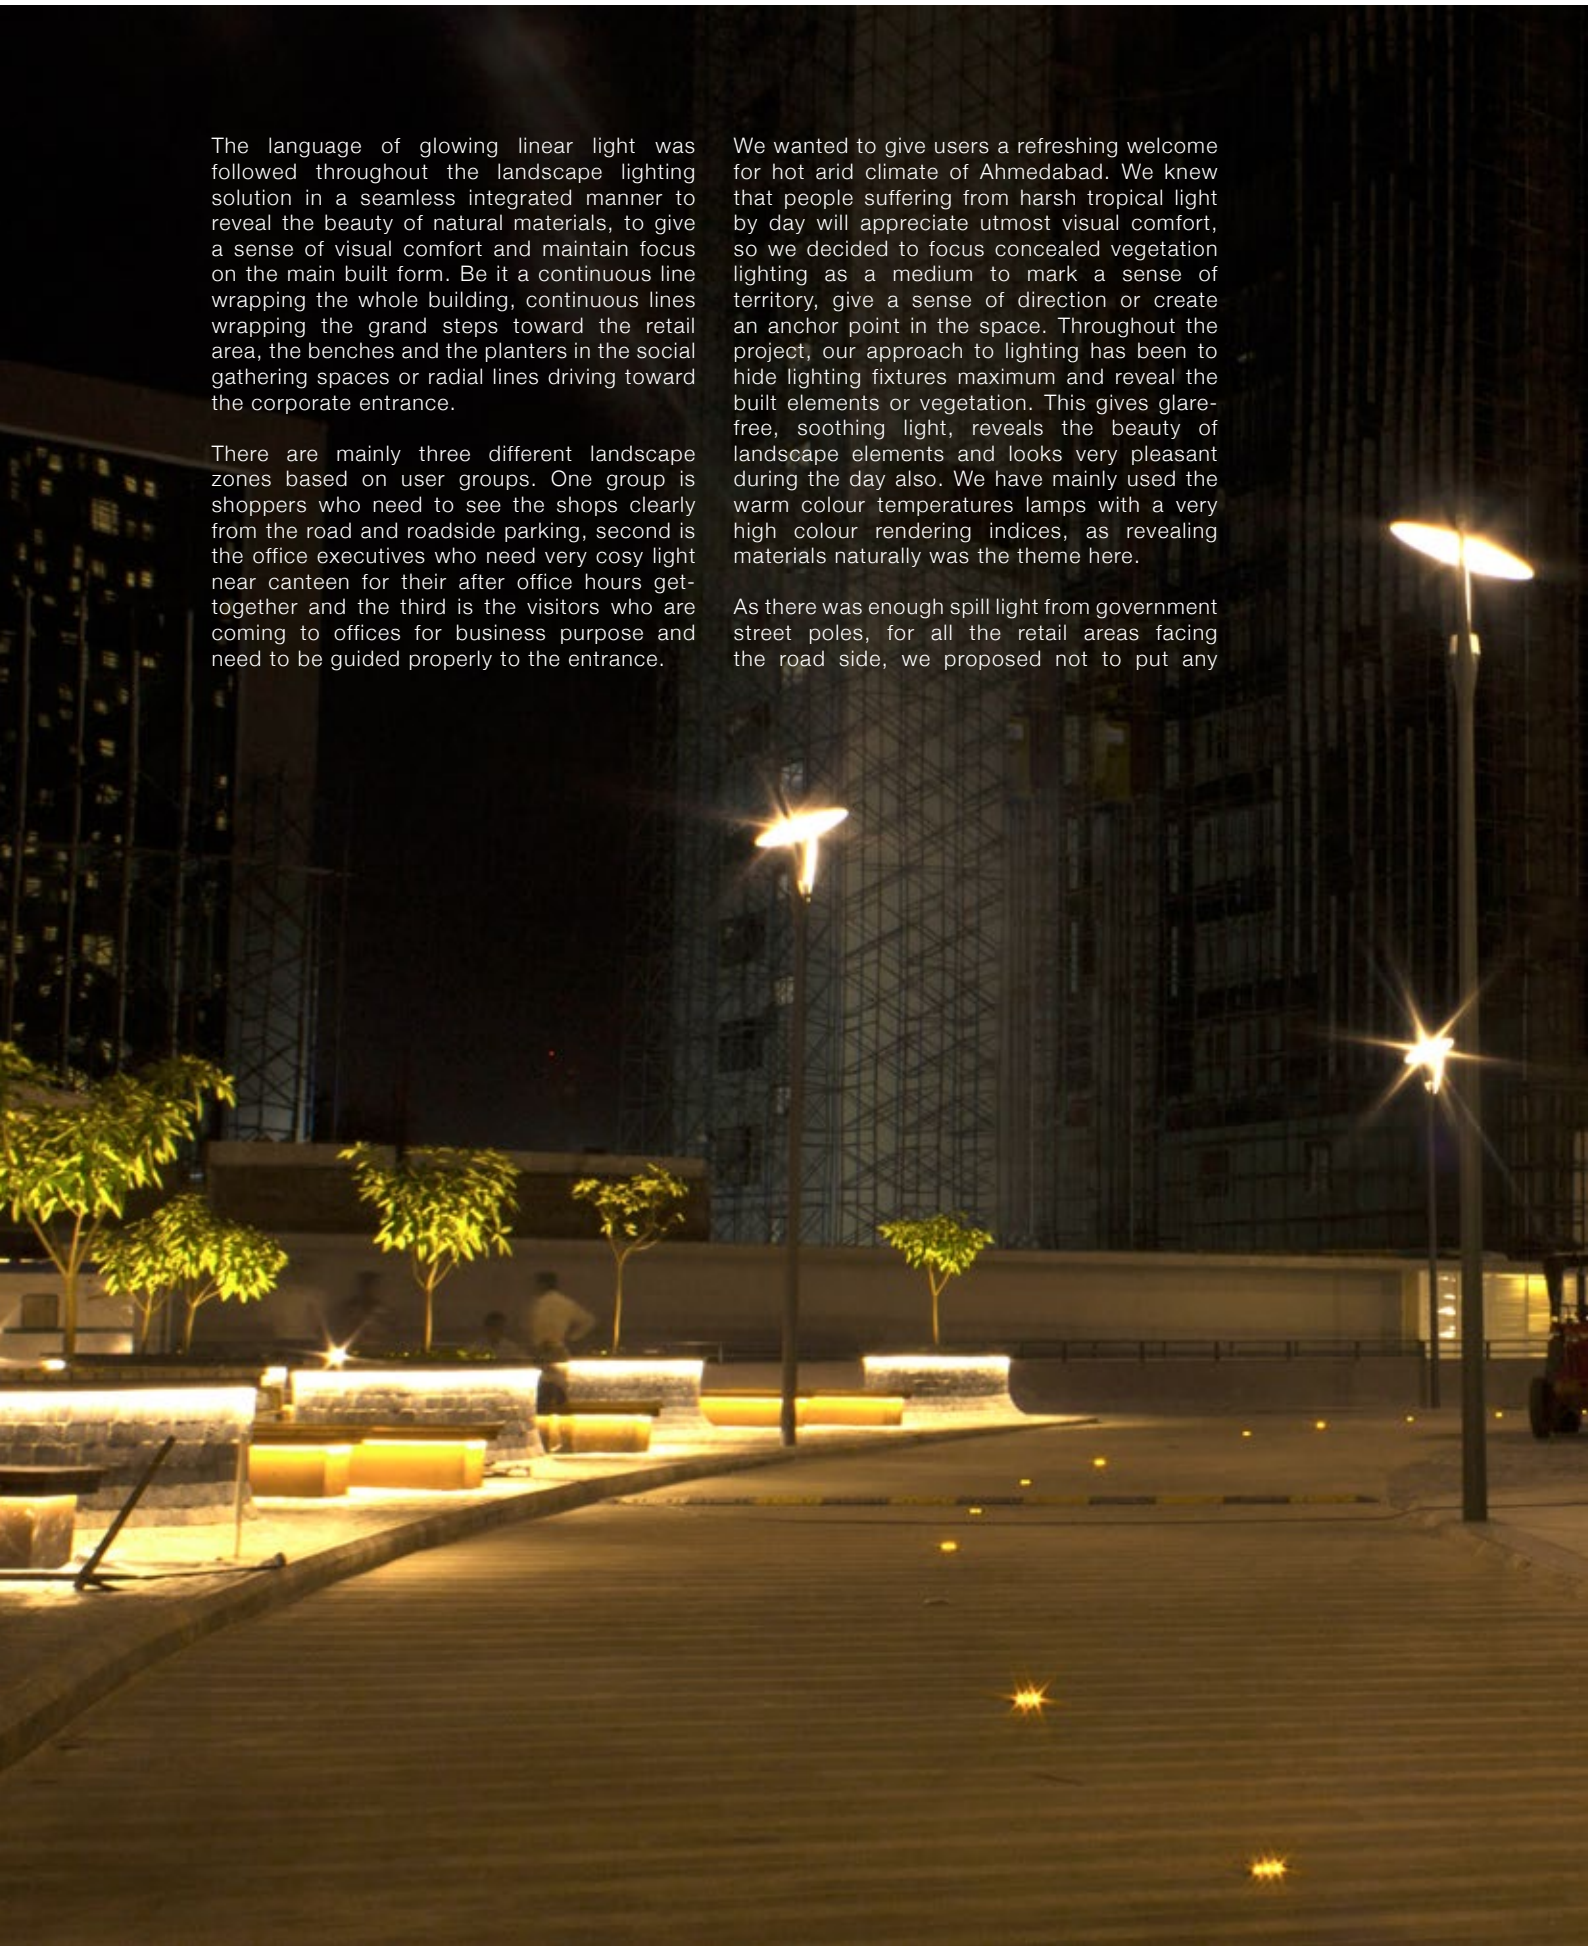 The language of glowing linear light was
followed throughout the landscape lighting
solution in a seamless integrated manner to
reveal the beauty of natural materials, to give
a sense of visual comfort and maintain focus
on the main built form. Be it a continuous line
wrapping the whole building, continuous lines
wrapping the grand steps toward the retail
area, the benches and the planters in the social
gathering spaces or radial lines driving toward
the corporate entrance.
There are mainly three different landscape
zones based on user groups. One group is
shoppers who need to see the shops clearly
from the road and roadside parking, second is
the office executives who need very cosy light
near canteen for their after office hours get-
together and the third is the visitors who are
coming to offices for business purpose and
need to be guided properly to the entrance.
We wanted to give users a refreshing welcome
for hot arid climate of Ahmedabad. We knew
that people suffering from harsh tropical light
by day will appreciate utmost visual comfort,
so we decided to focus concealed vegetation
lighting as a medium to mark a sense of
territory, give a sense of direction or create
an anchor point in the space. Throughout the
project, our approach to lighting has been to
hide lighting fixtures maximum and reveal the
built elements or vegetation. This gives glare-
free, soothing light, reveals the beauty of
landscape elements and looks very pleasant
during the day also. We have mainly used the
warm colour temperatures lamps with a very
high colour rendering indices, as revealing
materials naturally was the theme here.
As there was enough spill light from government
street poles, for all the retail areas facing
the road side, we proposed not to put any